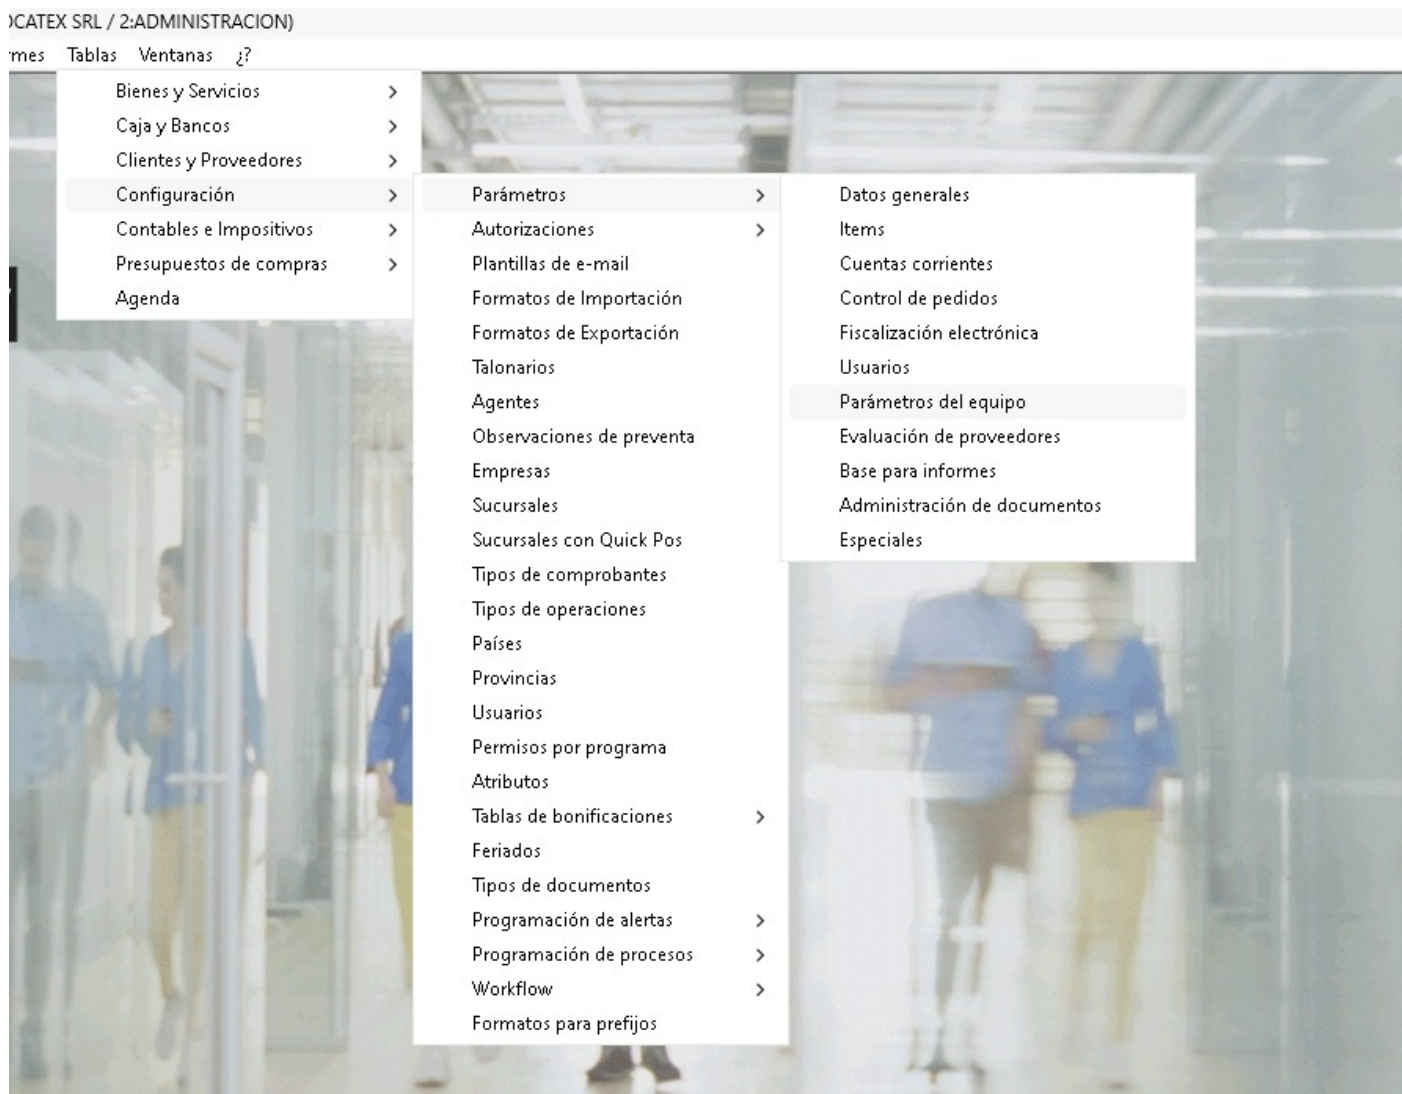 OCATEX SRL / 2:ADMINISTRACION)
rmes Tablas Ventanas ¿?
Bienes y Servicios
Caja y Bancos
Clientes y Proveedores
Configuración
Contables e Impositivos
Presupuestos de compras
Agenda
Parámetros
Autorizaciones
Plantillas de e-mail
Formatos de Importación
Formatos de Exportación
Talonarios
Agentes
Observaciones de preventa
Empresas
Sucursales
Sucursales con Quick Pos
Tipos de comprobantes
Tipos de operaciones
Países
Provincias
Usuarios
Permisos por programa
Atributos
Tablas de bonificaciones
Feriados
Tipos de documentos
Programación de alertas
Programación de procesos
Workflow
Formatos para prefijos
Datos generales
Items
Cuentas corrientes
Control de pedidos
Fiscalización electrónica
Usuarios
Parámetros del equipo
Evaluación de proveedores
Base para informes
Administración de documentos
Especiales